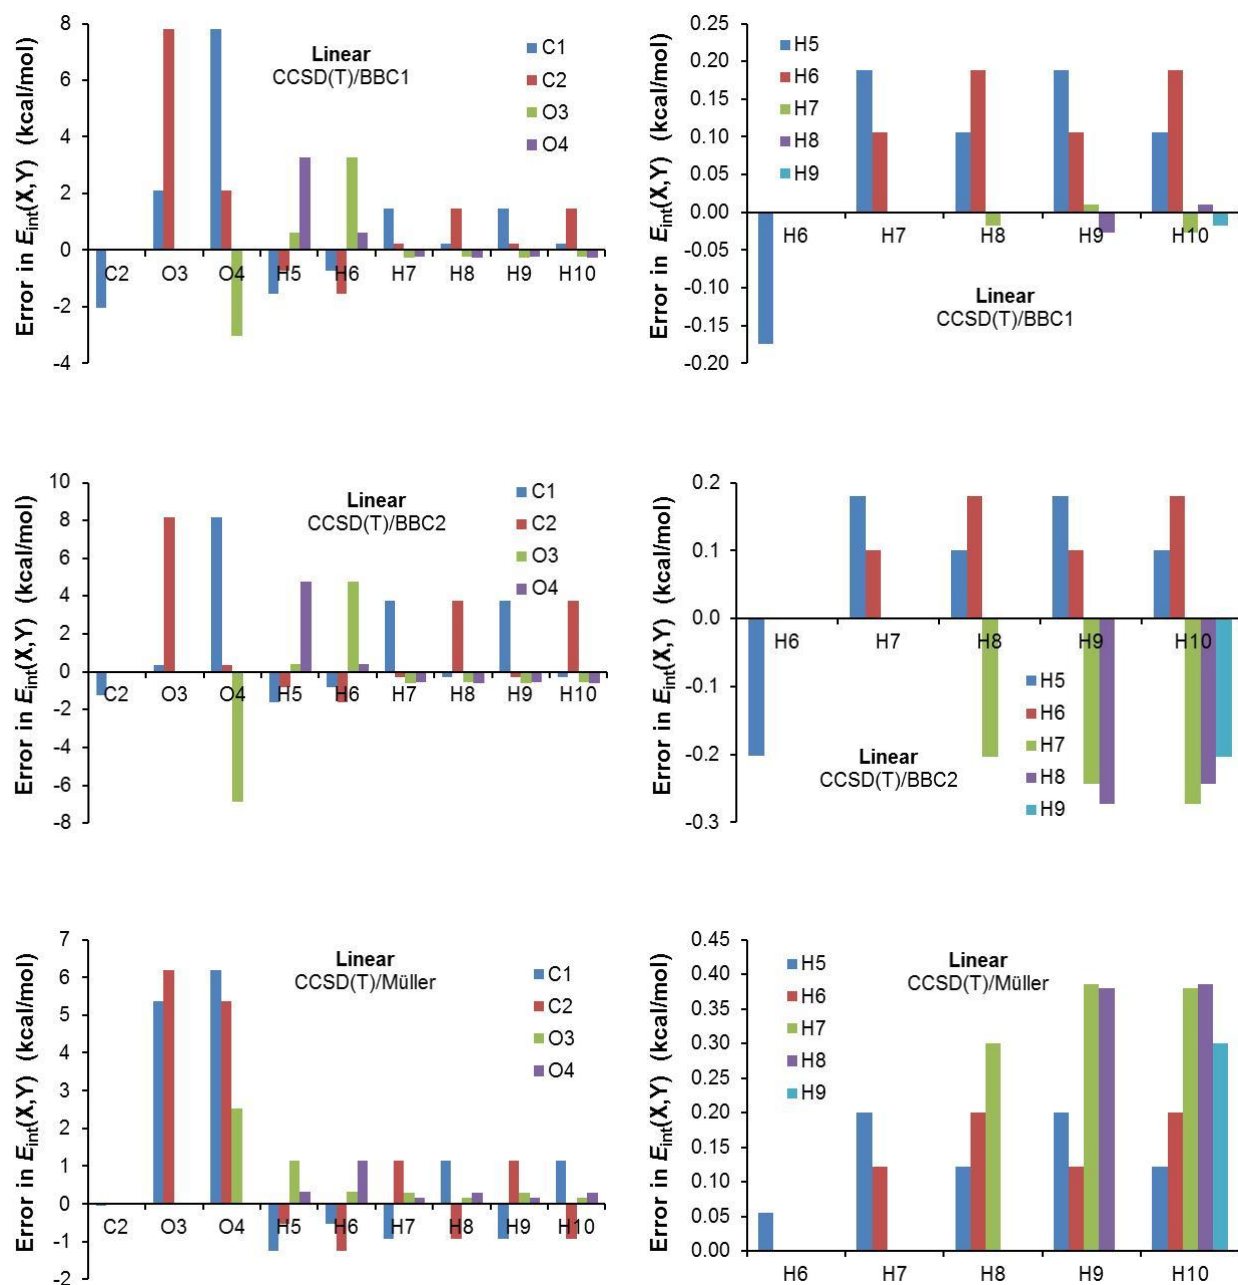 Error in Eint(X,Y) (kcal/mol)
8
6
4
2
0
-2
-4
Linear
CCSD(T)/BBC1
C1
C2
O3
O4
C2 O3 O4 H5 H6 H7 H8 H9 H10
Error in Eint(X,Y) (kcal/mol)
0.25
0.20
0.15
0.10
0.05
0.00
-0.05
-0.10
-0.15
-0.20
H5
H6
H7
H8
H9
H6 H7 H8 H9 H10
Linear
CCSD(T)/BBC1
Error in Eint(X,Y) (kcal/mol)
10
8
6
4
2
0
-2
-4
-6
-8
Linear
CCSD(T)/BBC2
C1
C2
O3
O4
C2 O3 O4 H5 H6 H7 H8 H9 H10
Error in Eint(X,Y) (kcal/mol)
0.2
0.1
0.0
-0.1
-0.2
-0.3
H6 H7 H8 H9 H10
Linear
CCSD(T)/BBC2
H5
H6
H7
H8
H9
Error in Eint(X,Y) (kcal/mol)
7
6
5
4
3
2
1
0
-1
-2
Linear
CCSD(T)/Müller
C1
C2
O3
O4
C2 O3 O4 H5 H6 H7 H8 H9 H10
Error in Eint(X,Y) (kcal/mol)
0.45
0.40
0.35
0.30
0.25
0.20
0.15
0.10
0.05
0.00
H5
H6
H7
H8
H9
Linear
CCSD(T)/Müller
H6 H7 H8 H9 H10